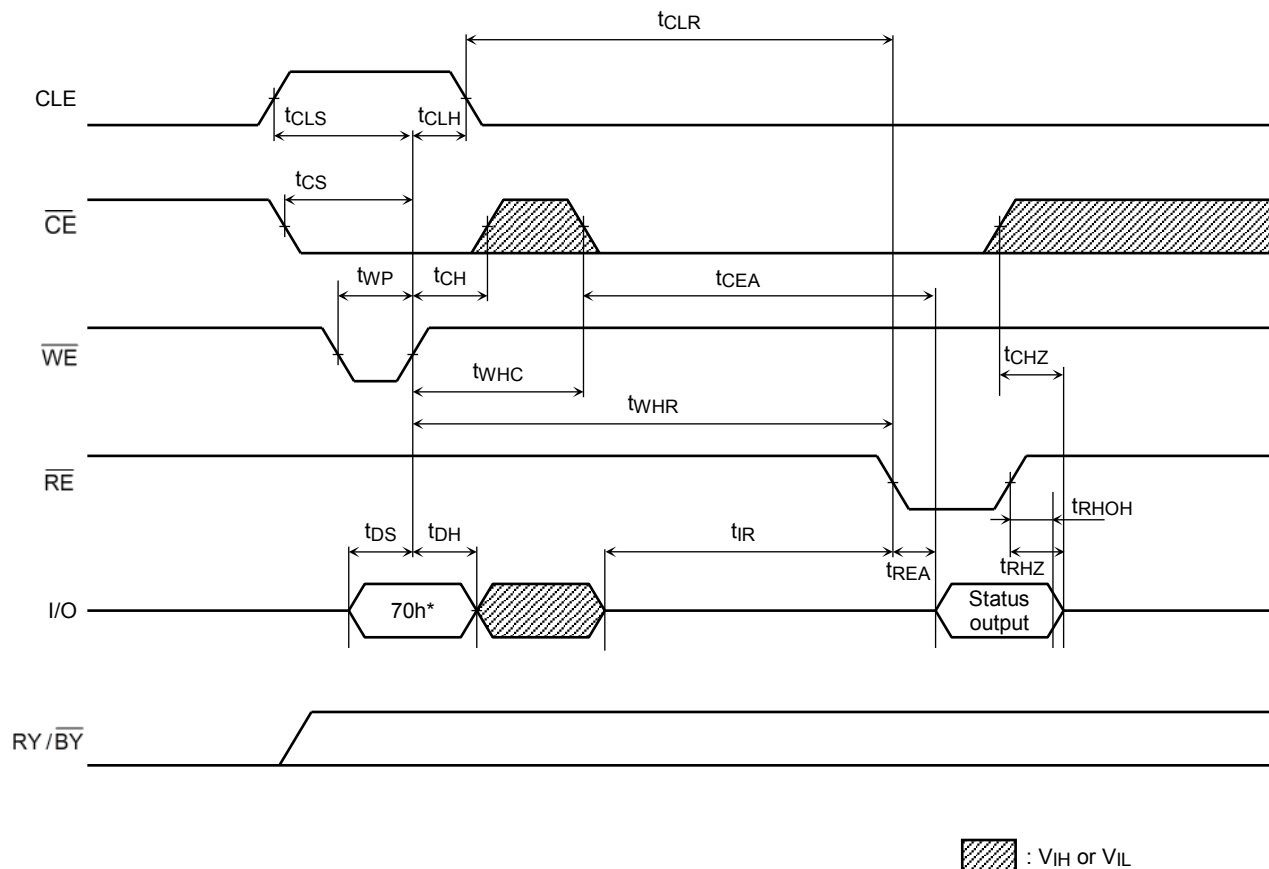 tCLR
CLE
tCLS
tCLH
tCS
CE
tWP
tCH
tCEA
WE
tCHZ
tWHC
tWHR
RE
tRHOH
tDS
tDH
tIR
tREA
tRHZ
I/O
70h*
Status
output
RY/BY
: VIH or VIL